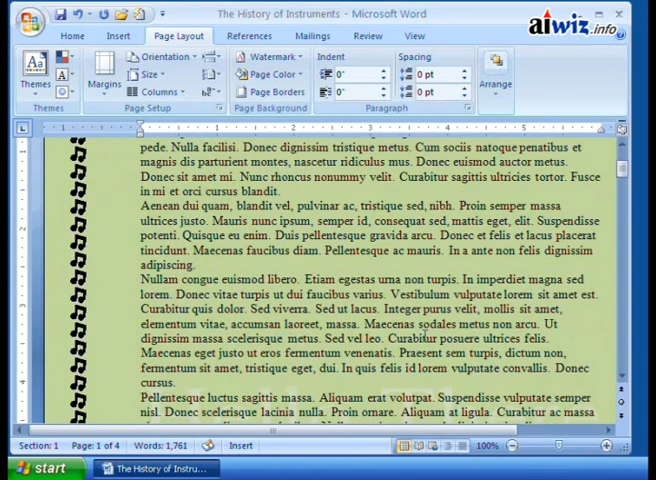 The History of Instruments - Microsoft Word
aiwiz.info
Home Insert Page Layout References Mailings Review View
Themes
Margins
Orientation
Size
Columns
Watermark
Page Color
Page Borders
Indent
0"
0"
Spacing
0 pt
0 pt
Arrange
Themes Page Setup Page Background Paragraph
pede. Nulla facilisi. Donec dignissim tristique metus. Cum sociis natoque penatibus et
magnis dis parturient montes, nascetur ridiculus mus. Donec euismod auctor metus.
Donec sit amet mi. Nunc rhoncus nonummy velit. Curabitur sagittis ultricies tortor. Fusce
in mi et orci cursus blandit.
Aenean dui quam, blandit vel, pulvinar ac, tristique sed, nibh. Proin semper massa
ultrices justo. Mauris nunc ipsum, semper id, consequat sed, mattis eget, elit. Suspendisse
potenti. Quisque eu enim. Duis pellentesque gravida arcu. Donec et felis et lacus placerat
tincidunt. Maecenas faucibus diam. Pellentesque ac mauris. In a ante non felis dignissim
adipiscing.
Nullam congue euismod libero. Etiam egestas urna non turpis. In imperdiet magna sed
lorem. Donec vitae turpis ut dui faucibus varius. Vestibulum vulputate lorem sit amet est.
Curabitur quis dolor. Sed viverra. Sed ut lacus. Integer purus velit, mollis sit amet,
elementum vitae, accumsan laoreet, massa. Maecenas sodales metus non arcu. Ut
dignissim massa scelerisque metus. Sed vel leo. Curabitur posuere ultrices felis.
Maecenas eget justo ut eros fermentum venenatis. Praesent sem turpis, dictum non,
fermentum sit amet, tristique eget, dui. In quis felis id lorem vulputate convallis. Donec
cursus.
Pellentesque luctus sagittis massa. Aliquam erat volutpat. Suspendisse vulputate semper
nisl. Donec scelerisque lacinia nulla. Proin ornare. Aliquam at ligula. Curabitur ac massa
Section: 1 Page: 1 of 4 Words: 1,761 Insert 100%
start The History of Instru...